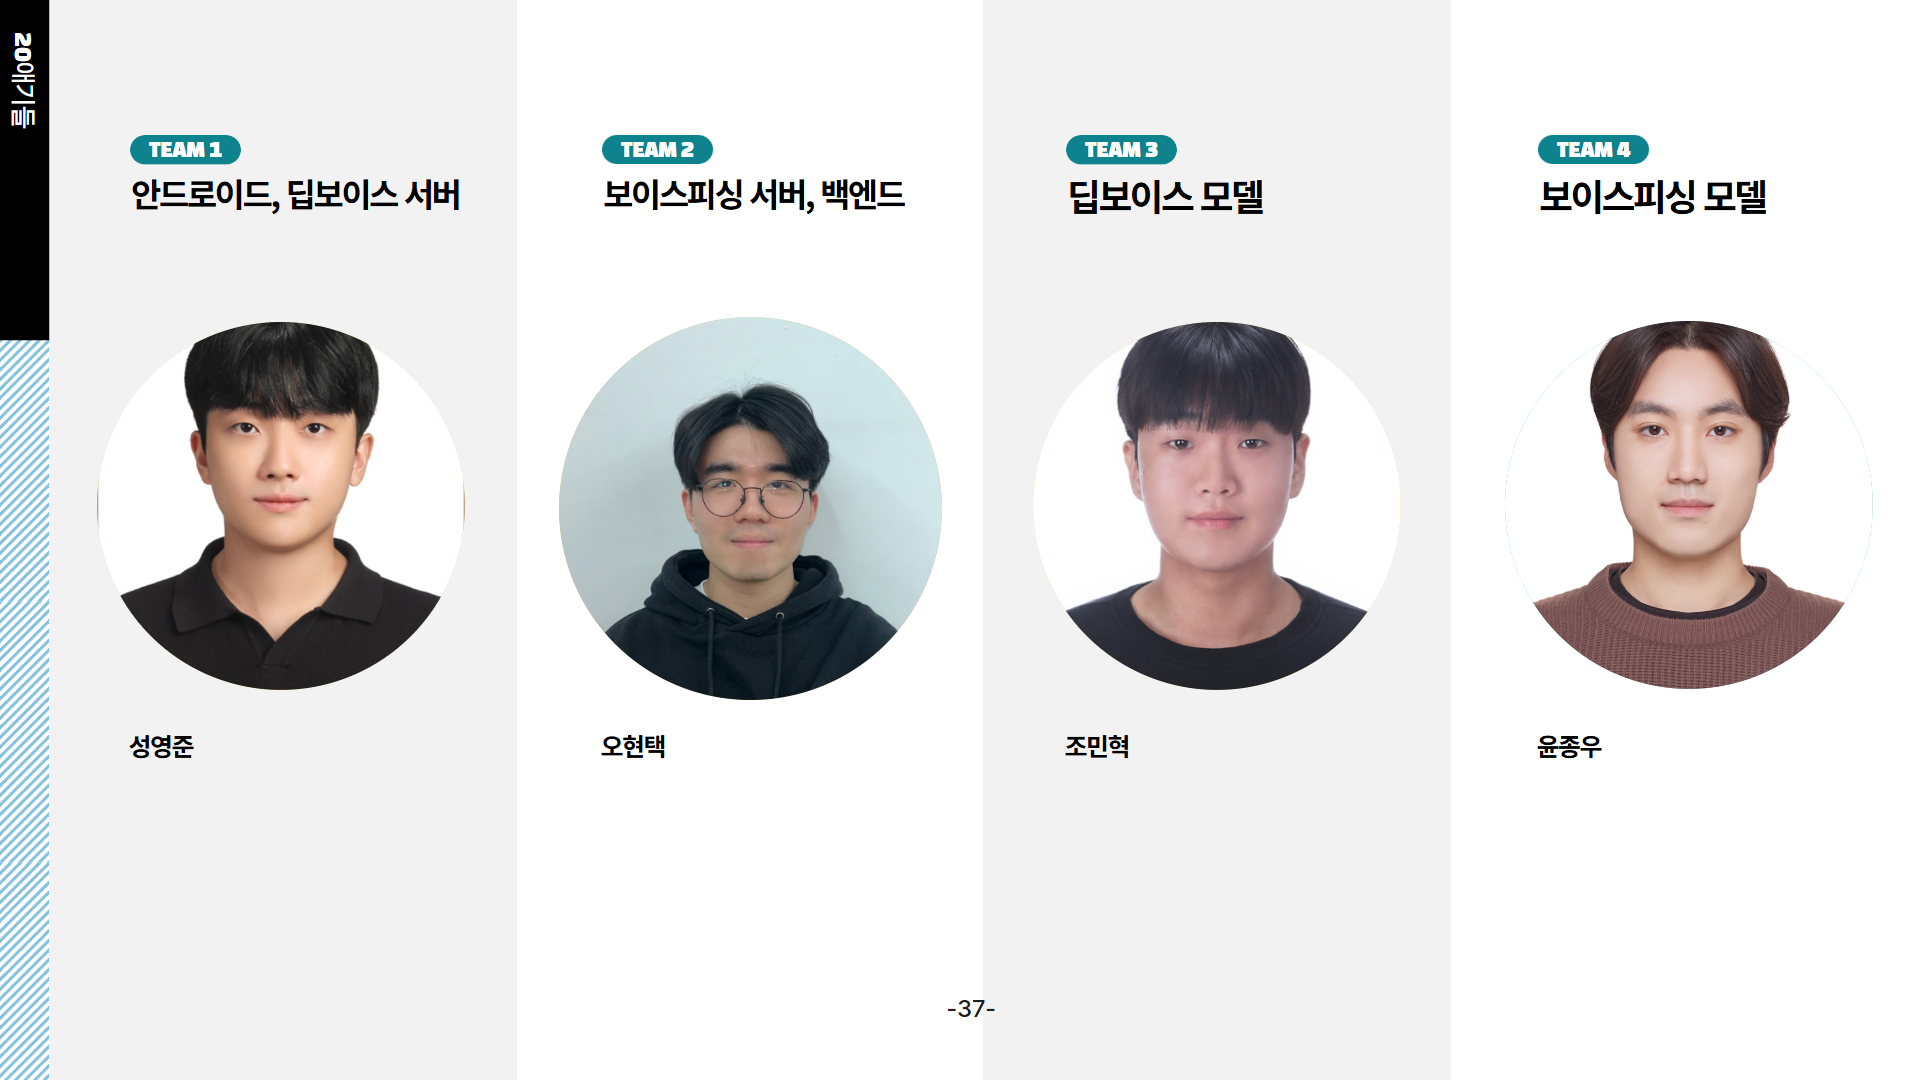 20애기들
TEAM 1
안드로이드, 딥보이스 서버
성영준
TEAM 2
보이스피싱 서버, 백엔드
오현택
TEAM 3
딥보이스 모델
조민혁
TEAM 4
보이스피싱 모델
윤종우
-37-